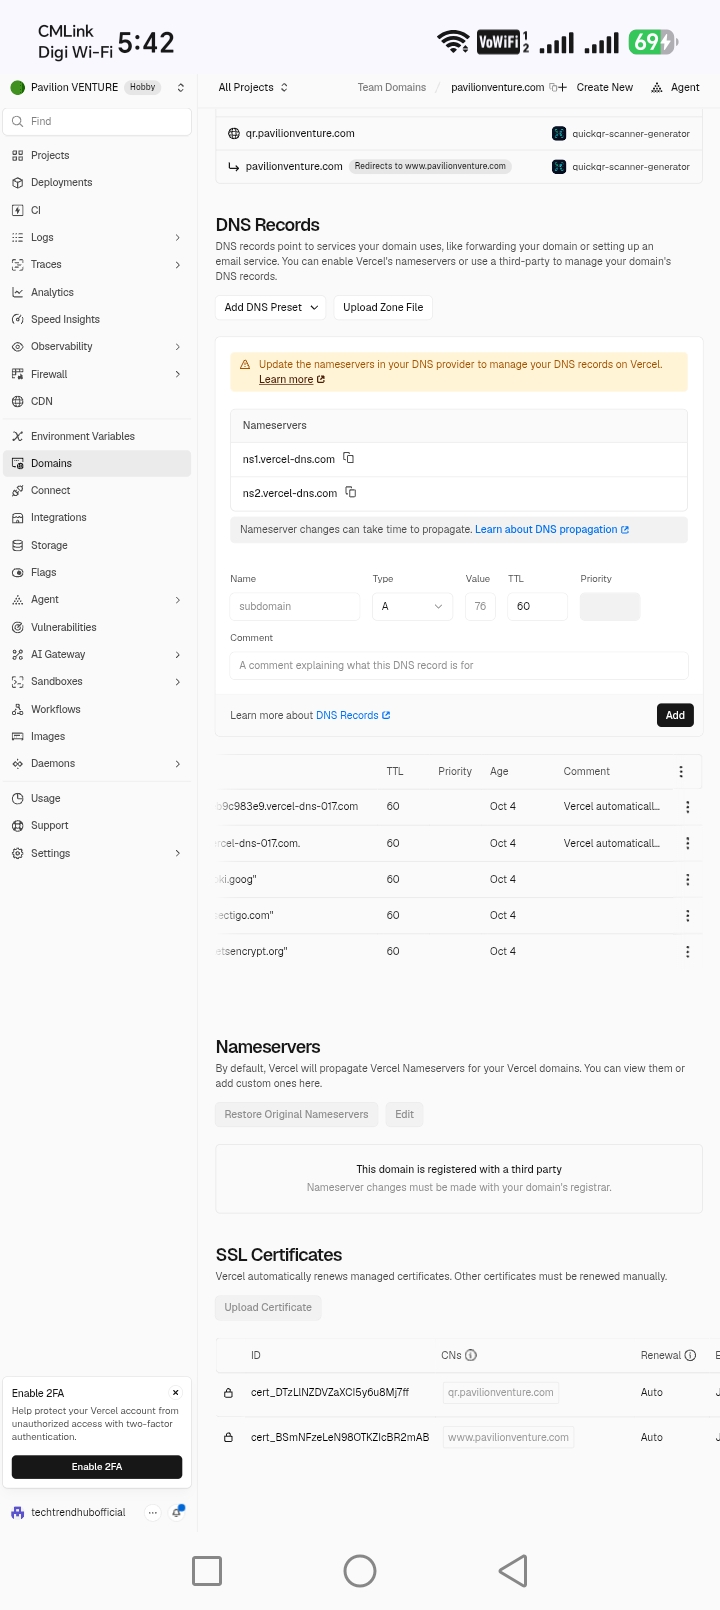 CMLink
Digi Wi-Fi 5:42 VoWiFi 1 2 69
Pavilion VENTURE Hobby
All Projects Team Domains / pavilionventure.com Create New Agent
Find
Projects
Deployments
CI
Logs
Traces
Analytics
Speed Insights
Observability
Firewall
CDN
Environment Variables
Domains
Connect
Integrations
Storage
Flags
Agent
Vulnerabilities
AI Gateway
Sandboxes
Workflows
Images
Daemons
Usage
Support
Settings
qr.pavilionventure.com quickqr-scanner-generator
pavilionventure.com Redirects to www.pavilionventure.com quickqr-scanner-generator
DNS Records
DNS records point to services your domain uses, like forwarding your domain or setting up an
email service. You can enable Vercel's nameservers or use a third-party to manage your domain's
DNS records.
Add DNS Preset Upload Zone File
Update the nameservers in your DNS provider to manage your DNS records on Vercel.
Learn more
Nameservers
ns1.vercel-dns.com
ns2.vercel-dns.com
Nameserver changes can take time to propagate. Learn about DNS propagation
Name Type Value TTL Priority
subdomain A 76 60
Comment
A comment explaining what this DNS record is for
Learn more about DNS Records Add
TTL Priority Age Comment
b9c983e9.vercel-dns-017.com 60 Oct 4 Vercel automaticall...
rcel-dns-017.com. 60 Oct 4 Vercel automaticall...
ki.goog" 60 Oct 4
ectigo.com" 60 Oct 4
etsencrypt.org" 60 Oct 4
Nameservers
By default, Vercel will propagate Vercel Nameservers for your Vercel domains. You can view them or
add custom ones here.
Restore Original Nameservers Edit
This domain is registered with a third party
Nameserver changes must be made with your domain's registrar.
SSL Certificates
Vercel automatically renews managed certificates. Other certificates must be renewed manually.
Upload Certificate
ID CNs Renewal
cert_DTzLlNZDVZaXCI5y6u8Mj7ff qr.pavilionventure.com Auto
cert_BSmNFzeLeN98OTKZIcBR2mAB www.pavilionventure.com Auto
Enable 2FA
Help protect your Vercel account from
unauthorized access with two-factor
authentication.
Enable 2FA
techtrendhubofficial